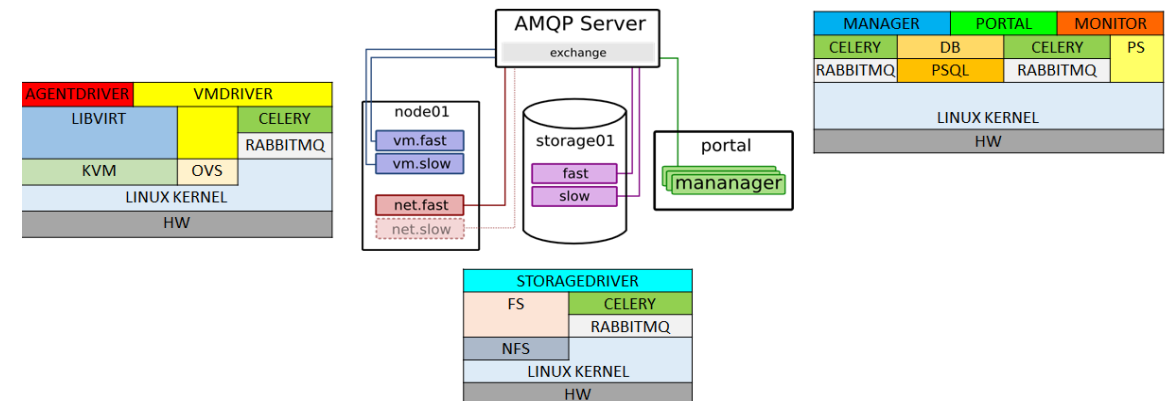 AMQP Server
exchange
node01
vm.fast
vm.slow
net.fast
net.slow
storage01
fast
slow
portal
mananager
AGENTDRIVER VMDRIVER
LIBVIRT CELERY
RABBITMQ
KVM OVS
LINUX KERNEL
HW
MANAGER PORTAL MONITOR
CELERY DB CELERY PS
RABBITMQ PSQL RABBITMQ
LINUX KERNEL
HW
STORAGEDRIVER
FS CELERY
RABBITMQ
NFS
LINUX KERNEL
HW